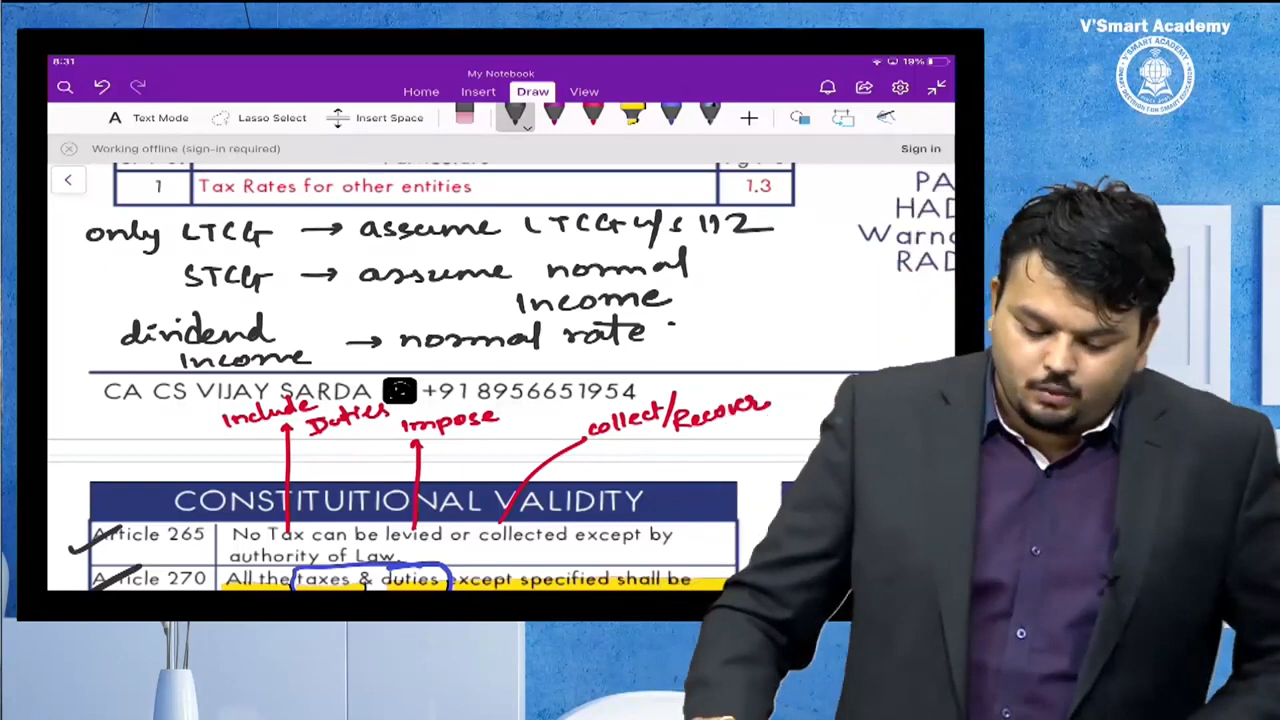 V'Smart Academy
8:31
19%
My Notebook
Home Insert Draw View
Text Mode Lasso Select Insert Space
Working offline (sign-in required) Sign in
1 Tax Rates for other entities 1.3
only LTCG → assume LTCG u/s 112
STCG → assume normal
Income
dividend
Income → normal rate.
PA
HAD
Warna
RAD
CA CS VIJAY SARDA +91 8956651954
Include
Duties
Impose
collect/Recover
CONSTITUITIONAL VALIDITY
Article 265 No Tax can be levied or collected except by
authority of Law.
Article 270 All the taxes & duties except specified shall be